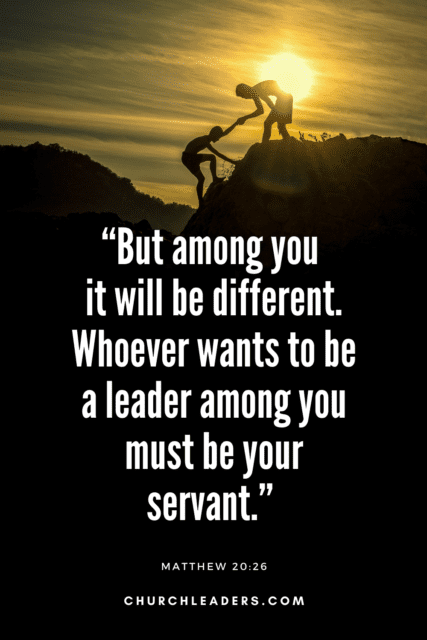 “But among you
it will be different.
Whoever wants to be
a leader among you
must be your
servant.”
MATTHEW 20:26
CHURCHLEADERS.COM